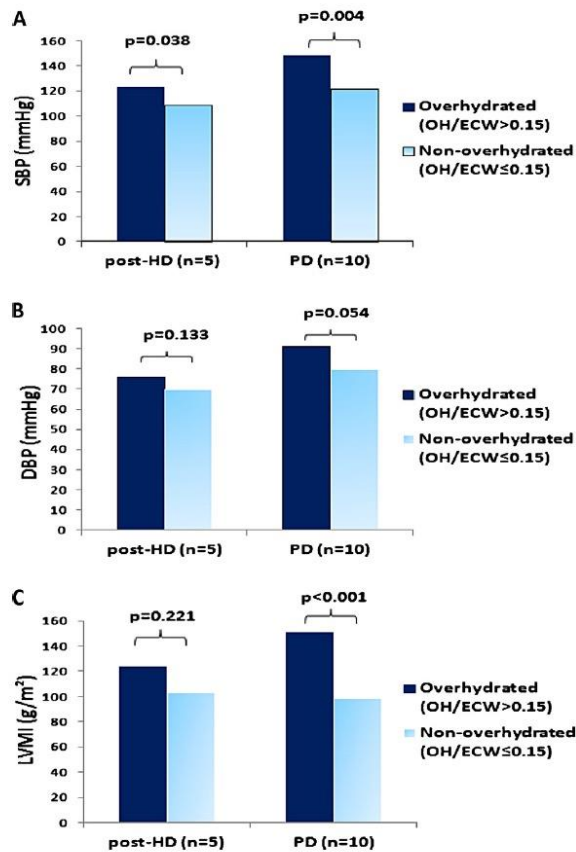 A
p=0.038
p=0.004
160
140
120
100
80
60
40
20
0
SBP (mmHg)
Overhydrated
(OH/ECW>0.15)
Non-overhydrated
(OH/ECW≤0.15)
post-HD (n=5)
PD (n=10)
B
p=0.133
p=0.054
100
90
80
70
60
50
40
30
20
10
0
DBP (mmHg)
Overhydrated
(OH/ECW>0.15)
Non-overhydrated
(OH/ECW≤0.15)
post-HD (n=5)
PD (n=10)
C
p=0.221
p<0.001
160
140
120
100
80
60
40
20
0
LVMI (g/m²)
Overhydrated
(OH/ECW>0.15)
Non-overhydrated
(OH/ECW≤0.15)
post-HD (n=5)
PD (n=10)